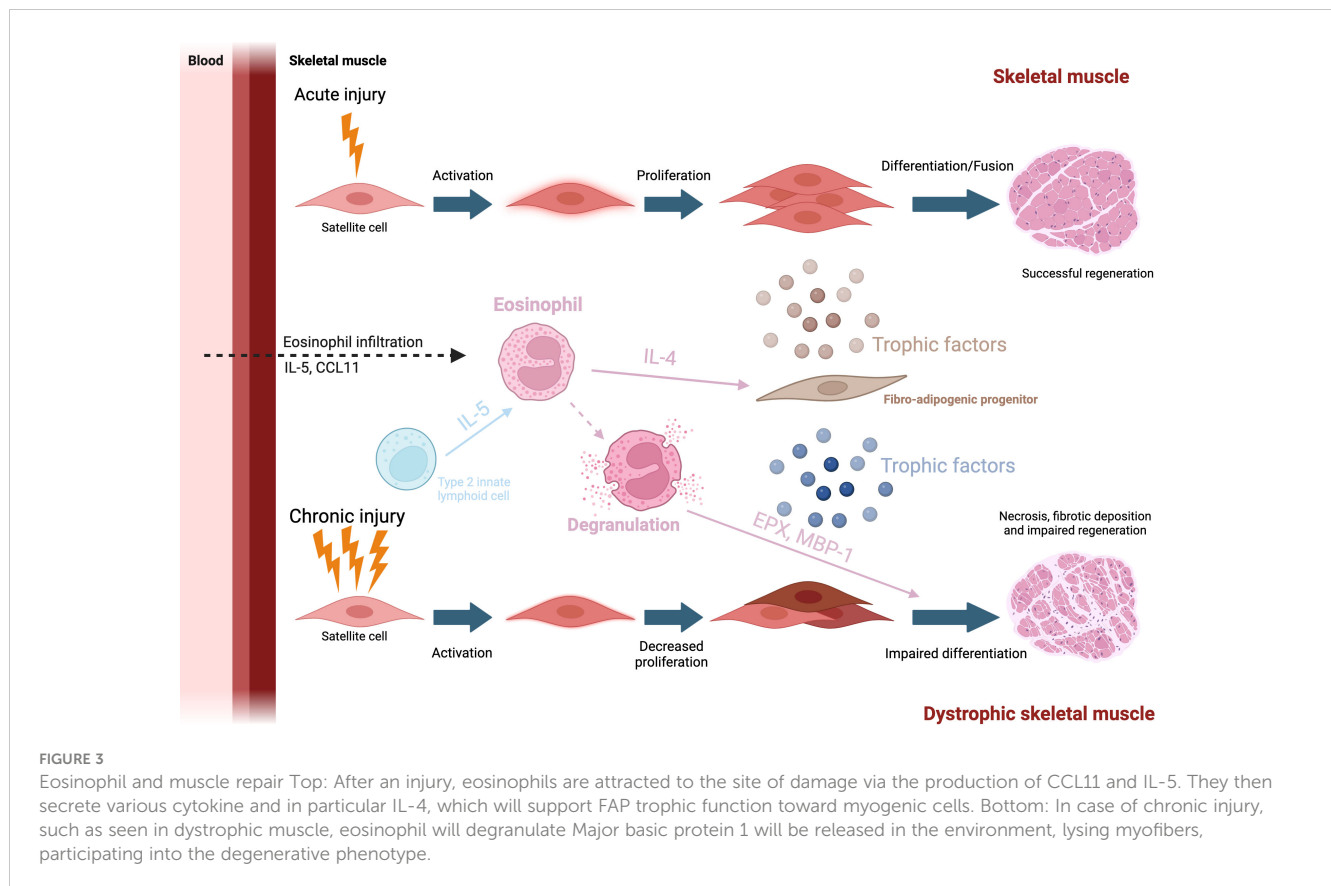 Blood
Skeletal muscle
Skeletal muscle
Acute injury
Activation
Proliferation
Differentiation/Fusion
Satellite cell
Successful regeneration
Eosinophil
Eosinophil infiltration
IL-5, CCL11
IL-4
Trophic factors
Fibro-adipogenic progenitor
IL-5
Type 2 innate
lymphoid cell
Trophic factors
Degranulation
EPX, MBP-1
Chronic injury
Necrosis, fibrotic deposition
and impaired regeneration
Satellite cell
Activation
Decreased
proliferation
Impaired differentiation
Dystrophic skeletal muscle
FIGURE 3
Eosinophil and muscle repair Top: After an injury, eosinophils are attracted to the site of damage via the production of CCL11 and IL-5. They then
secrete various cytokine and in particular IL-4, which will support FAP trophic function toward myogenic cells. Bottom: In case of chronic injury,
such as seen in dystrophic muscle, eosinophil will degranulate Major basic protein 1 will be released in the environment, lysing myofibers,
participating into the degenerative phenotype.